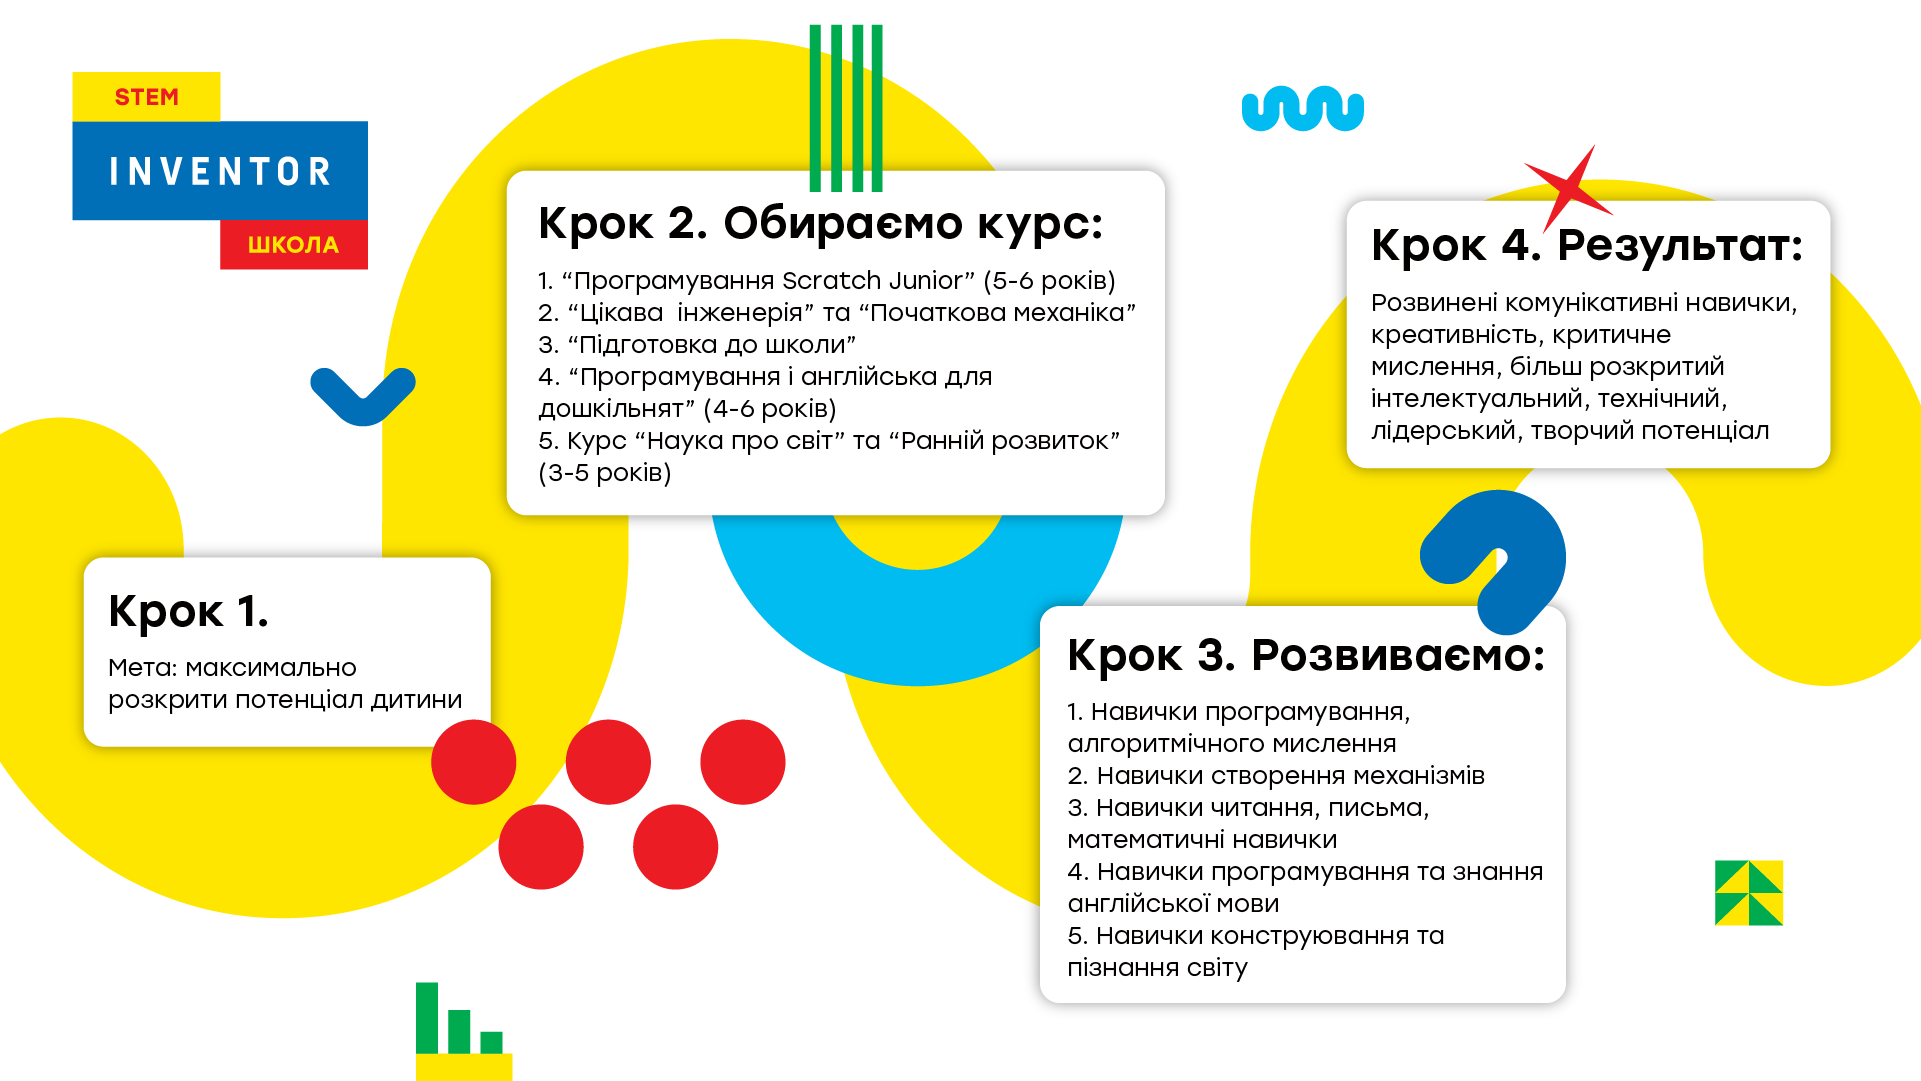 STEM
INVENTOR
ШКОЛА
Крок 1.
Мета: максимально
розкрити потенціал дитини
Крок 2. Обираємо курс:
1. “Програмування Scratch Junior” (5-6 років)
2. “Цікава  інженерія” та “Початкова механіка”
3. “Підготовка до школи”
4. “Програмування і англійська для
дошкільнят” (4-6 років)
5. Курс “Наука про світ” та “Ранній розвиток”
(3-5 років)
Крок 3. Розвиваємо:
1. Навички програмування,
алгоритмічного мислення
2. Навички створення механізмів
3. Навички читання, письма,
математичні навички
4. Навички програмування та знання
англійської мови
5. Навички конструювання та
пізнання світу
Крок 4. Результат:
Розвинені комунікативні навички,
креативність, критичне
мислення, більш розкритий
інтелектуальний, технічний,
лідерський, творчий потенціал